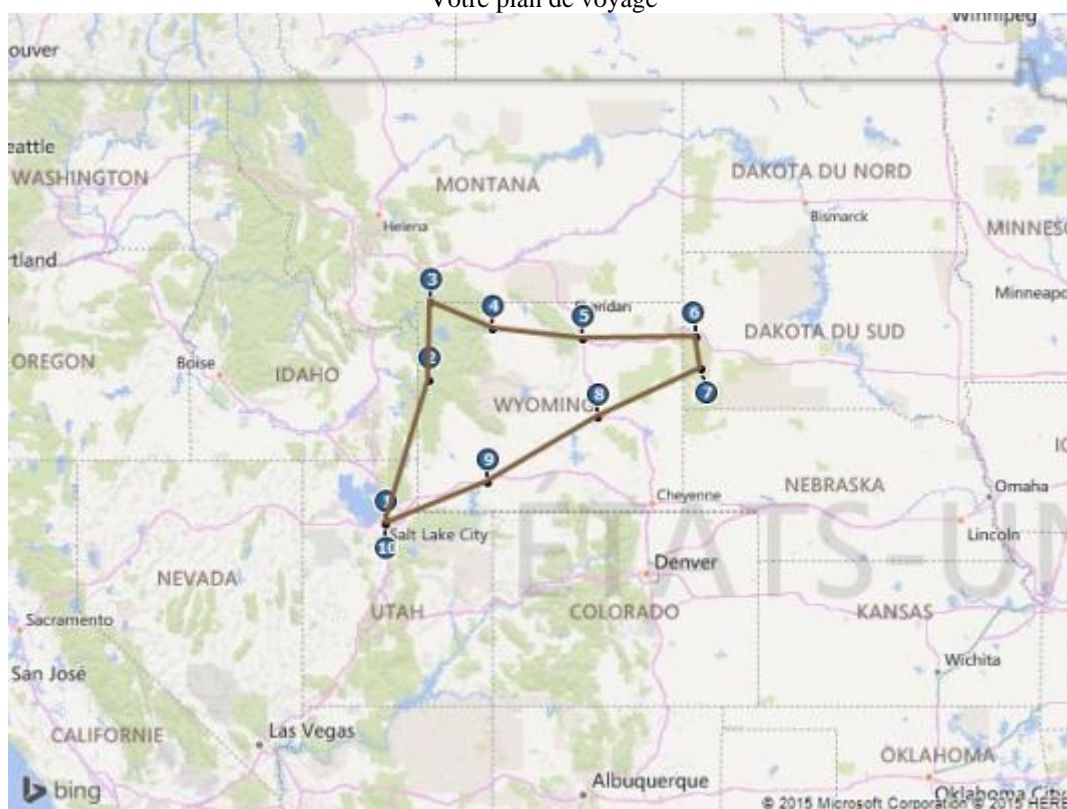 Votre plan de voyage
Winnipeg
ouver
eattle
WASHINGTON
MONTANA
DAKOTA DU NORD
Helena
Bismarck
MINNES
rtland
3
4
5
Sheridan
6
Minneapo
DAKOTA DU SUD
OREGON
Boise
IDAHO
2
7
WYOMING
8
9
NEBRASKA
Omaha
Cheyenne
Lincoln
1
Salt Lake City
10
ÉTATS-UN
NEVADA
Denver
UTAH
COLORADO
KANSAS
Sacramento
San José
Wichita
CALIFORNIE
Las Vegas
OKLAHOMA
bing
Albuquerque
Oklahoma City
© 2015 Microsoft Corporation © 2015 HERE